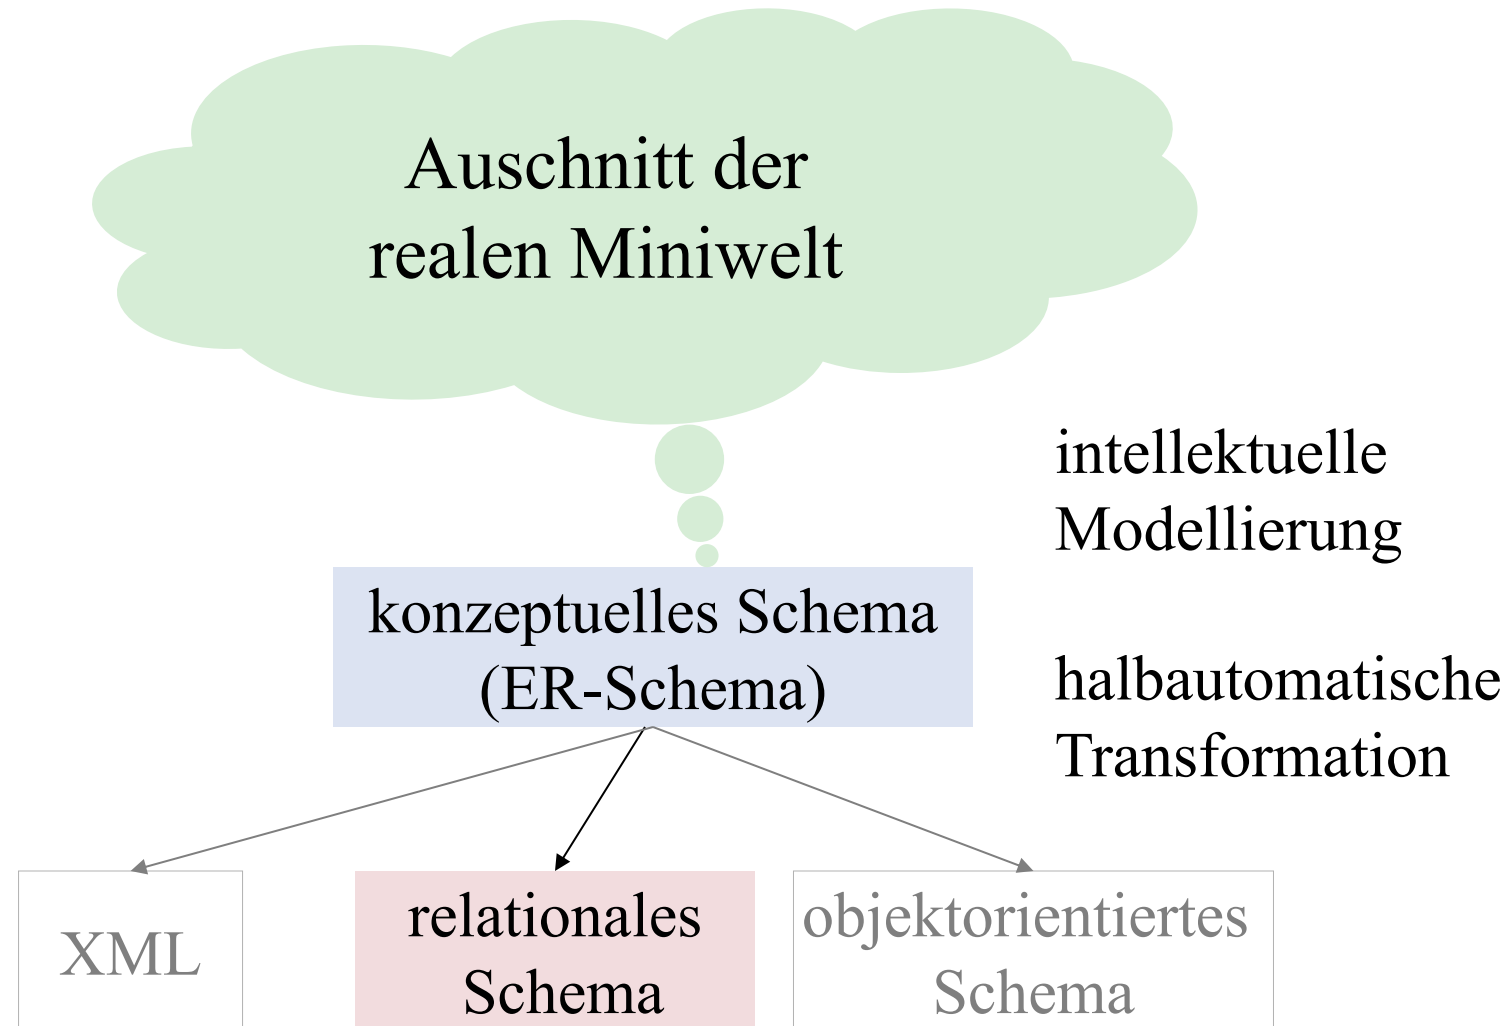 Auschnitt der
realen Miniwelt
intellektuelle
Modellierung
konzeptuelles Schema
(ER-Schema)
halbautomatische
Transformation
XML
relationales
Schema
objektorientiertes
Schema